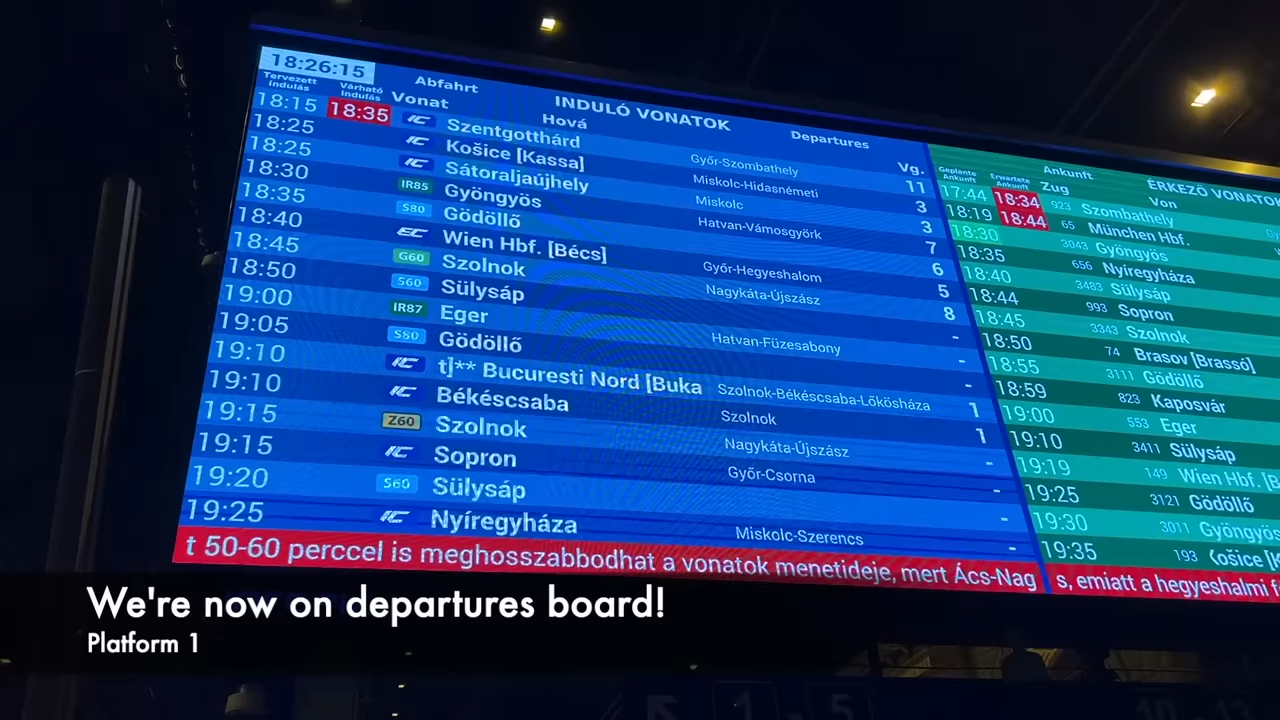 18:26:15
Abfahrt INDULÓ VONATOK Departures
Tervezett Indulás Várható Indulás Vonat Hová Vg.
18:15 18:35 IC Szentgotthárd Győr-Szombathely 11
18:25 IC Košice [Kassa] Miskolc-Hidasnémeti 3
18:25 IC Sátoraljaújhely Miskolc 3
18:30 IR85 Gyöngyös Hatvan-Vámosgyörk 7
18:35 S80 Gödöllő 6
18:40 EC Wien Hbf. [Bécs] Győr-Hegyeshalom 5
18:45 G60 Szolnok Nagykáta-Újszász 8
18:50 S60 Sülysáp -
19:00 IR87 Eger Hatvan-Füzesabony -
19:05 S80 Gödöllő -
19:10 IC t]** Bucuresti Nord [Buka Szolnok-Békéscsaba-Lőkösháza 1
19:10 IC Békéscsaba Szolnok 1
19:15 Z60 Szolnok Nagykáta-Újszász -
19:15 IC Sopron Győr-Csorna -
19:20 S60 Sülysáp -
19:25 IC Nyíregyháza Miskolc-Szerencs -
t 50-60 perccel is meghosszabbodhat a vonatok menetideje, mert Ács-Nag
Ankunft ÉRKEZŐ VONATOK
Geplante Ankunft Erwartete Ankunft Zug Von
17:44 18:34 923 Szombathely
18:19 18:44 65 München Hbf.
18:30 3043 Gyöngyös
18:35 656 Nyíregyháza
18:40 3483 Sülysáp
18:44 993 Sopron
18:45 3343 Szolnok
18:50 74 Brasov [Brassó]
18:55 3111 Gödöllő
18:59 823 Kaposvár
19:00 553 Eger
19:10 3411 Sülysáp
19:19 149 Wien Hbf. [B
19:25 3121 Gödöllő
19:30 3011 Gyöngyös
19:35 193 Košice [K
s, emiatt a hegyeshalmi f
We're now on departures board!
Platform 1
1 - 5